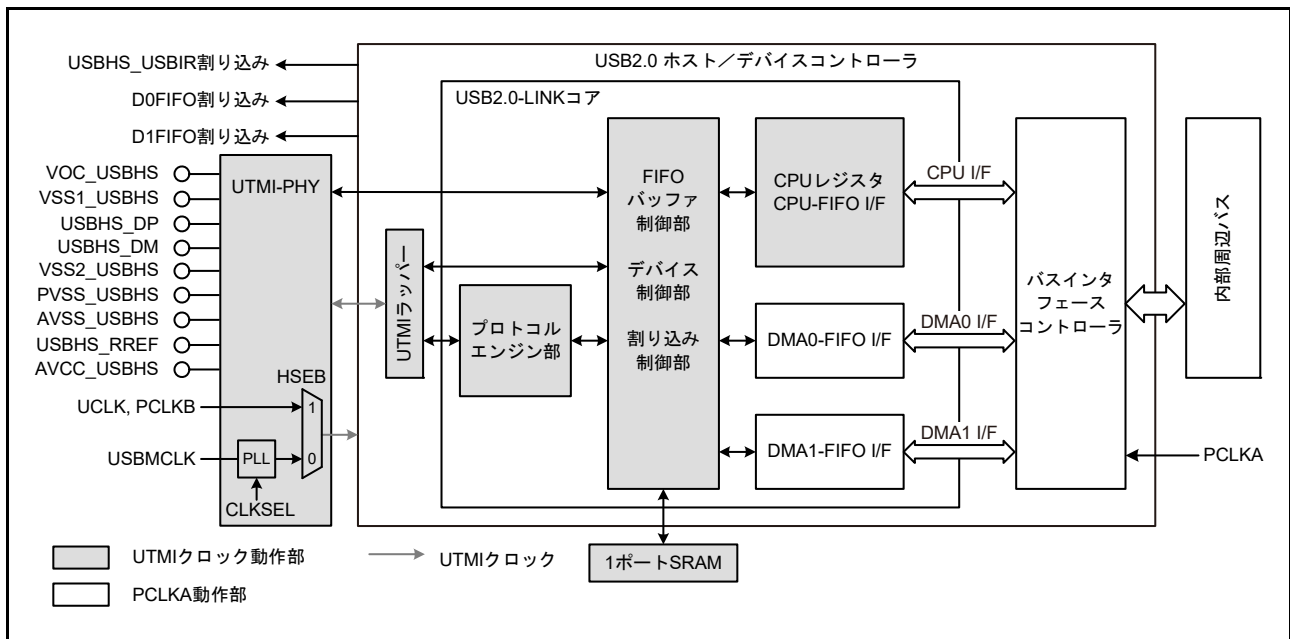 USBHS_USBIR割り込み
D0FIFO割り込み
D1FIFO割り込み
USB2.0 ホスト／デバイスコントローラ
USB2.0-LINKコア
VOC_USBHS
VSS1_USBHS
USBHS_DP
USBHS_DM
VSS2_USBHS
PVSS_USBHS
AVSS_USBHS
USBHS_RREF
AVCC_USBHS
UCLK, PCLKB
USBMCLK
UTMI-PHY
HSEB
1
0
PLL
CLKSEL
UTMIラッパー
プロトコル
エンジン部
FIFO
バッファ
制御部
デバイス
制御部
割り込み
制御部
CPUレジスタ
CPU-FIFO I/F
DMA0-FIFO I/F
DMA1-FIFO I/F
CPU I/F
DMA0 I/F
DMA1 I/F
バスインタ
フェース
コントローラ
内部周辺バス
PCLKA
1ポートSRAM
UTMIクロック動作部
UTMIクロック
PCLKA動作部